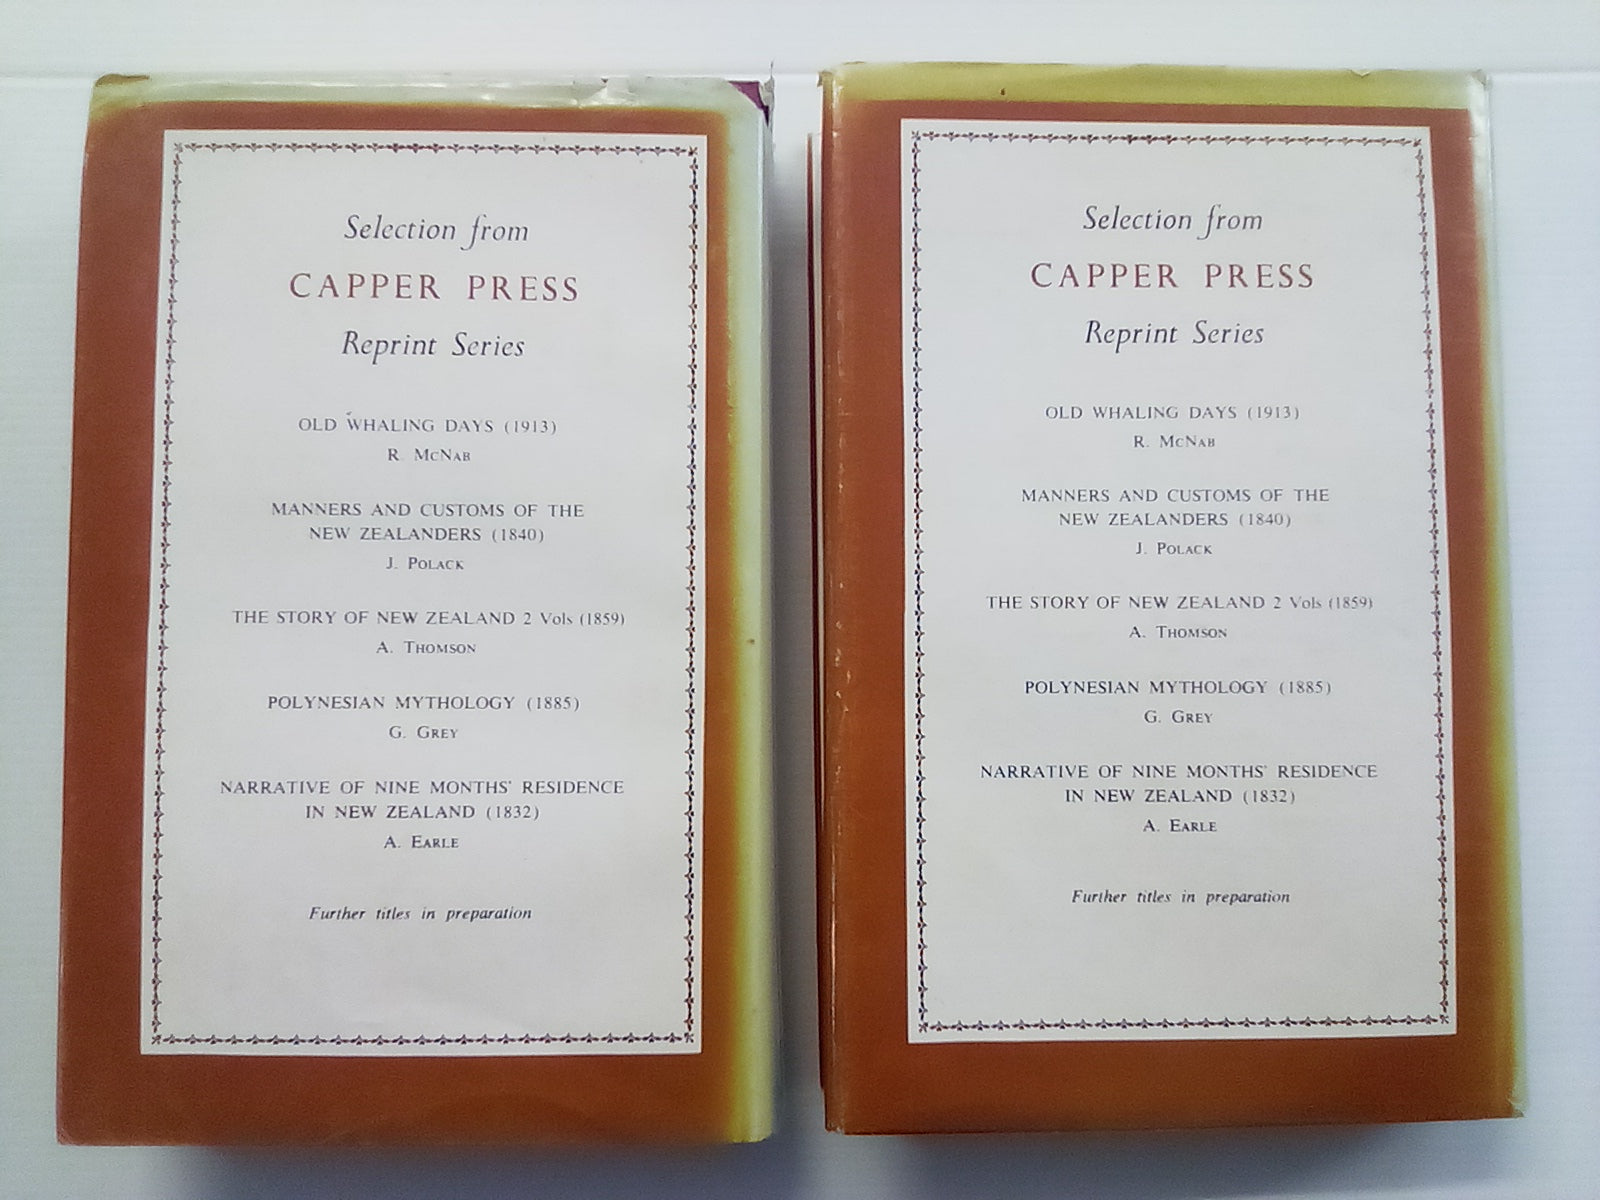 Selection from
CAPPER PRESS
Reprint Series
OLD WHALING DAYS (1913)
R. McNab
MANNERS AND CUSTOMS OF THE
NEW ZEALANDERS (1840)
J. Polack
THE STORY OF NEW ZEALAND 2 Vols (1859)
A. Thomson
POLYNESIAN MYTHOLOGY (1885)
G. Grey
NARRATIVE OF NINE MONTHS' RESIDENCE
IN NEW ZEALAND (1832)
A. Earle
Further titles in preparation
Selection from
CAPPER PRESS
Reprint Series
OLD WHALING DAYS (1913)
R. McNab
MANNERS AND CUSTOMS OF THE
NEW ZEALANDERS (1840)
J. Polack
THE STORY OF NEW ZEALAND 2 Vols (1859)
A. Thomson
POLYNESIAN MYTHOLOGY (1885)
G. Grey
NARRATIVE OF NINE MONTHS' RESIDENCE
IN NEW ZEALAND (1832)
A. Earle
Further titles in preparation